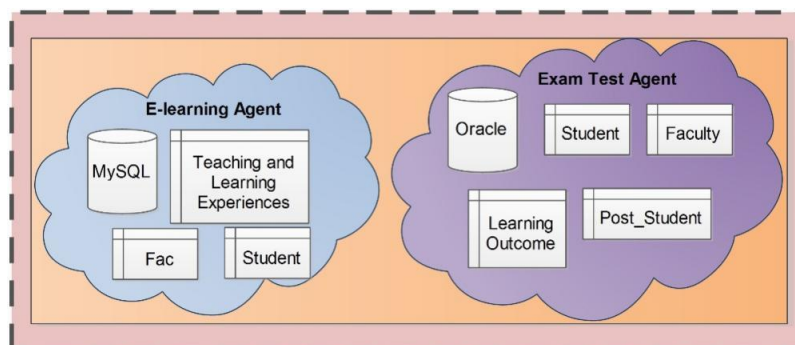 E-learning Agent
MySQL
Teaching and
Learning
Experiences
Fac
Student
Exam Test Agent
Oracle
Student
Faculty
Learning
Outcome
Post_Student